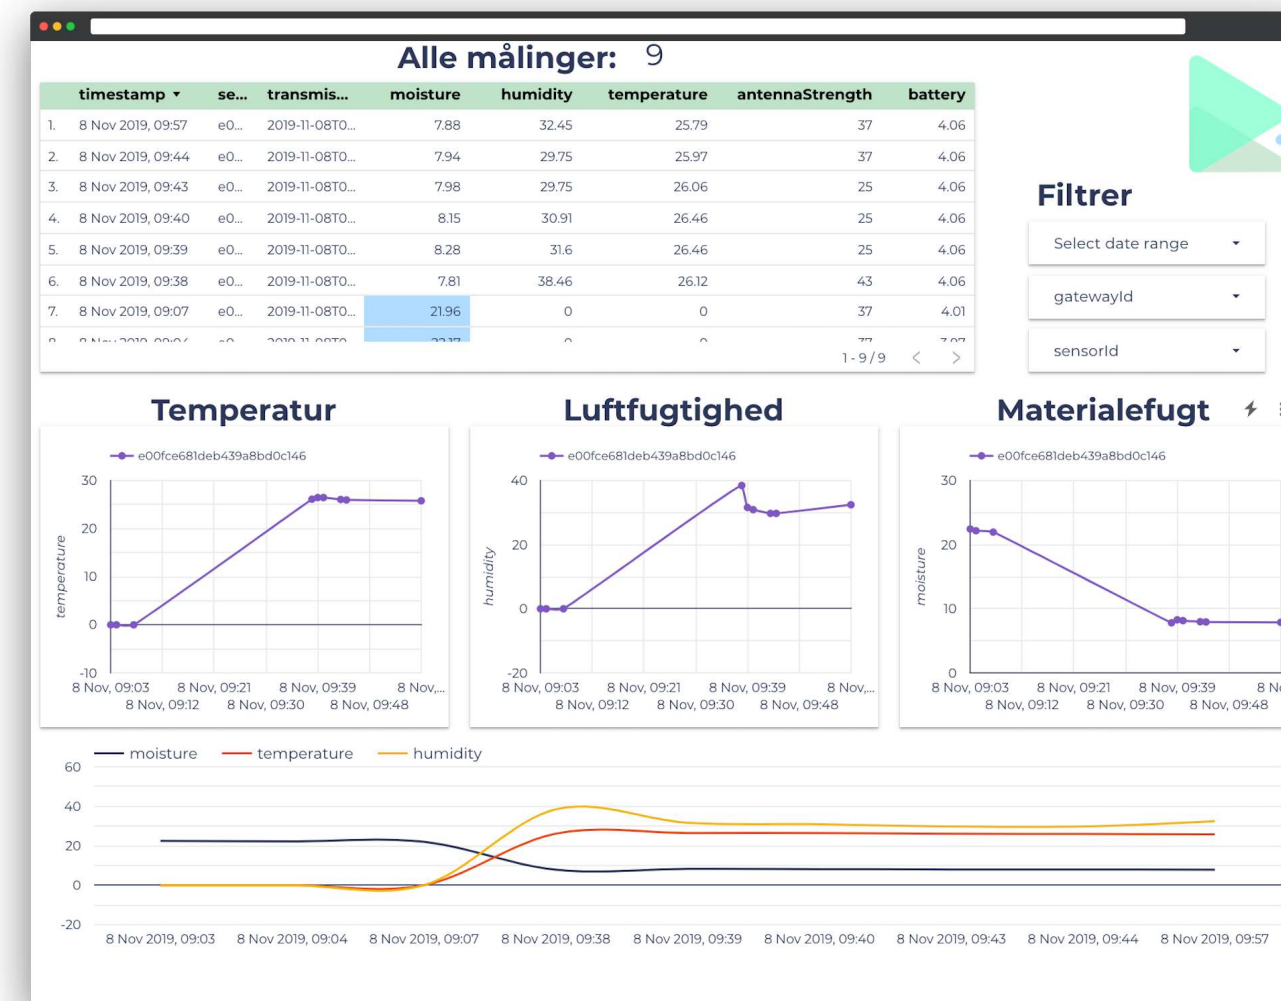 Alle målinger: 9
timestamp se... transmis... moisture humidity temperature antennaStrength battery
1. 8 Nov 2019, 09:57 e0... 2019-11-08T0... 7.88 32.45 25.79 37 4.06
2. 8 Nov 2019, 09:44 e0... 2019-11-08T0... 7.94 29.75 25.97 37 4.06
3. 8 Nov 2019, 09:43 e0... 2019-11-08T0... 7.98 29.75 26.06 25 4.06
4. 8 Nov 2019, 09:40 e0... 2019-11-08T0... 8.15 30.91 26.46 25 4.06
5. 8 Nov 2019, 09:39 e0... 2019-11-08T0... 8.28 31.6 26.46 25 4.06
6. 8 Nov 2019, 09:38 e0... 2019-11-08T0... 7.81 38.46 26.12 43 4.06
7. 8 Nov 2019, 09:07 e0... 2019-11-08T0... 21.96 0 0 37 4.01
1 - 9 / 9
Filtrer
Select date range
gatewayId
sensorId
Temperatur
e00fce681deb439a8bd0c146
30
20
10
0
-10
temperature
8 Nov, 09:03 8 Nov, 09:21 8 Nov, 09:39 8 Nov,...
8 Nov, 09:12 8 Nov, 09:30 8 Nov, 09:48
Luftfugtighed
e00fce681deb439a8bd0c146
40
20
0
-20
humidity
8 Nov, 09:03 8 Nov, 09:21 8 Nov, 09:39 8 Nov,...
8 Nov, 09:12 8 Nov, 09:30 8 Nov, 09:48
Materialefugt
e00fce681deb439a8bd0c146
30
20
10
0
moisture
8 Nov, 09:03 8 Nov, 09:21 8 Nov, 09:39 8
8 Nov, 09:12 8 Nov, 09:30 8 Nov, 09:48
moisture temperature humidity
60
40
20
0
-20
8 Nov 2019, 09:03 8 Nov 2019, 09:04 8 Nov 2019, 09:07 8 Nov 2019, 09:38 8 Nov 2019, 09:39 8 Nov 2019, 09:40 8 Nov 2019, 09:43 8 Nov 2019, 09:44 8 Nov 2019, 09:57